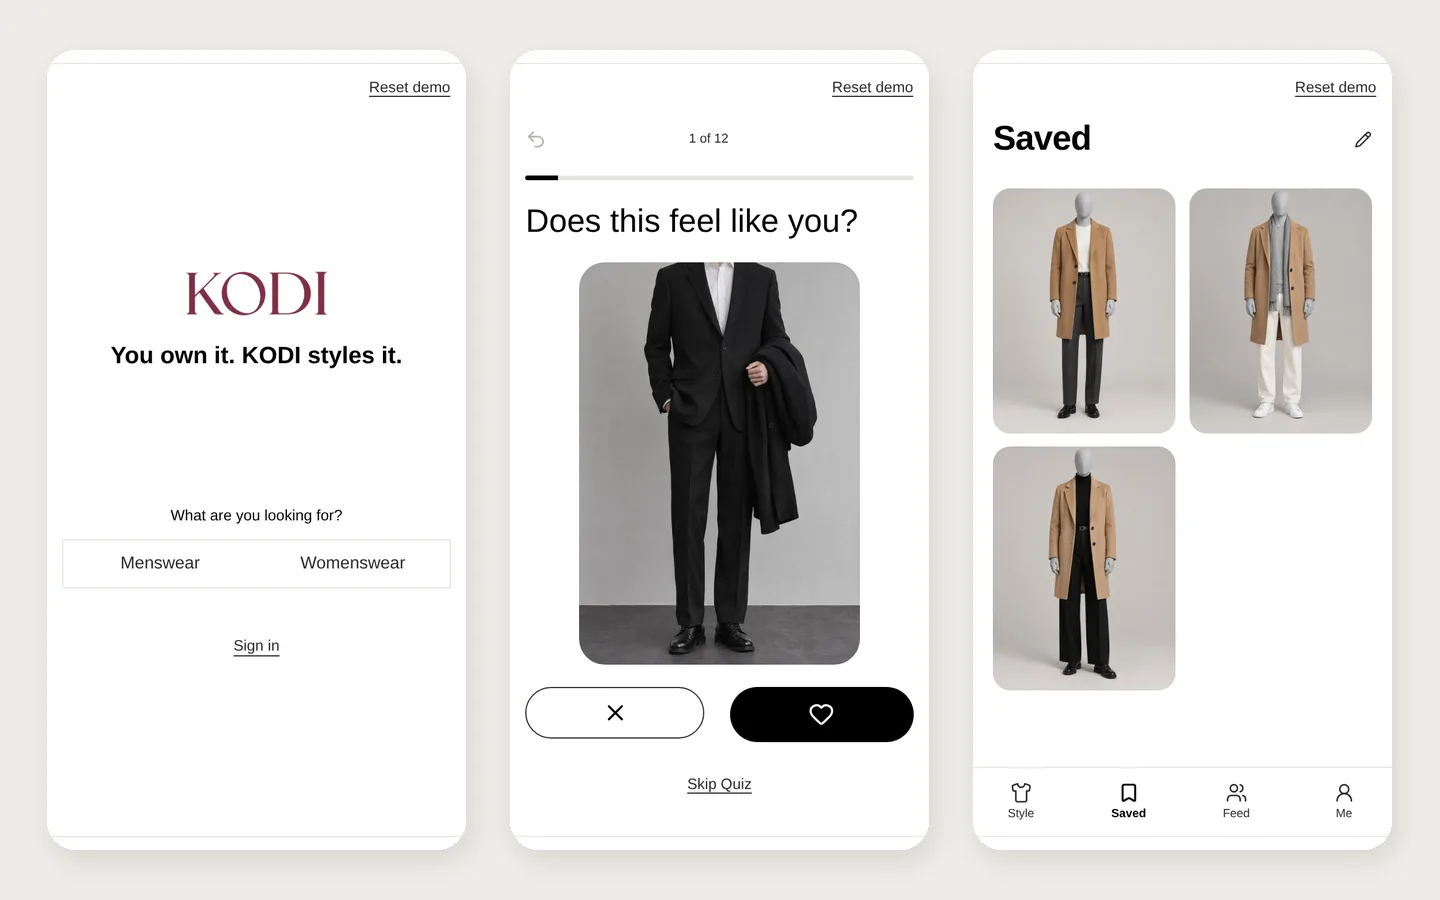 Reset demo
KODI
You own it. KODI styles it.
What are you looking for?
Menswear Womenswear
Sign in
Reset demo
1 of 12
Does this feel like you?
Skip Quiz
Reset demo
Saved
Style Saved Feed Me